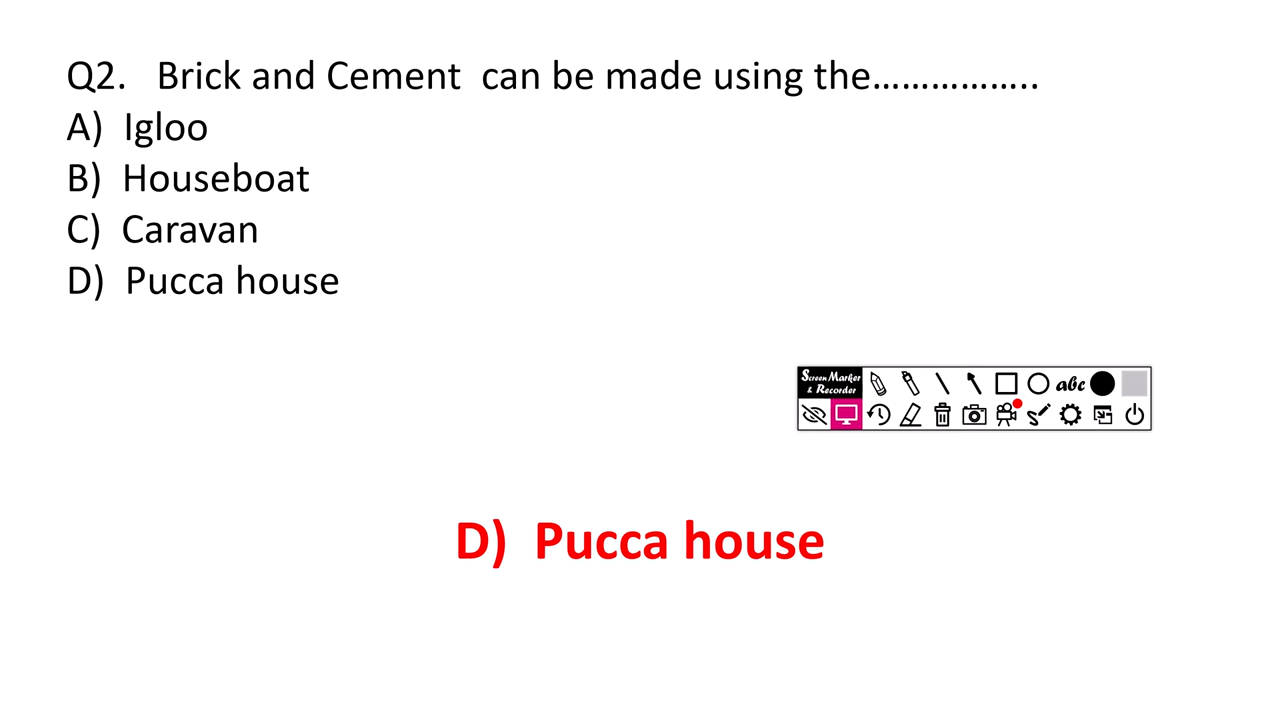 Q2. Brick and Cement can be made using the……………..
A) Igloo
B) Houseboat
C) Caravan
D) Pucca house
Screen Marker
& Recorder
abc
D) Pucca house